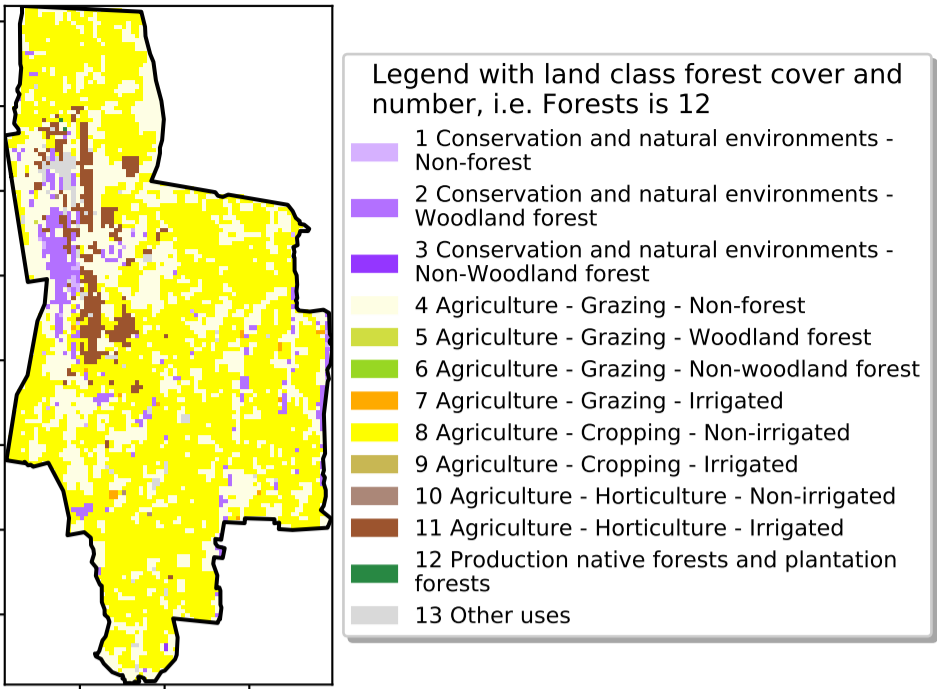 Legend with land class forest cover and
number, i.e. Forests is 12
1 Conservation and natural environments -
Non-forest
2 Conservation and natural environments -
Woodland forest
3 Conservation and natural environments -
Non-Woodland forest
4 Agriculture - Grazing - Non-forest
5 Agriculture - Grazing - Woodland forest
6 Agriculture - Grazing - Non-woodland forest
7 Agriculture - Grazing - Irrigated
8 Agriculture - Cropping - Non-irrigated
9 Agriculture - Cropping - Irrigated
10 Agriculture - Horticulture - Non-irrigated
11 Agriculture - Horticulture - Irrigated
12 Production native forests and plantation
forests
13 Other uses